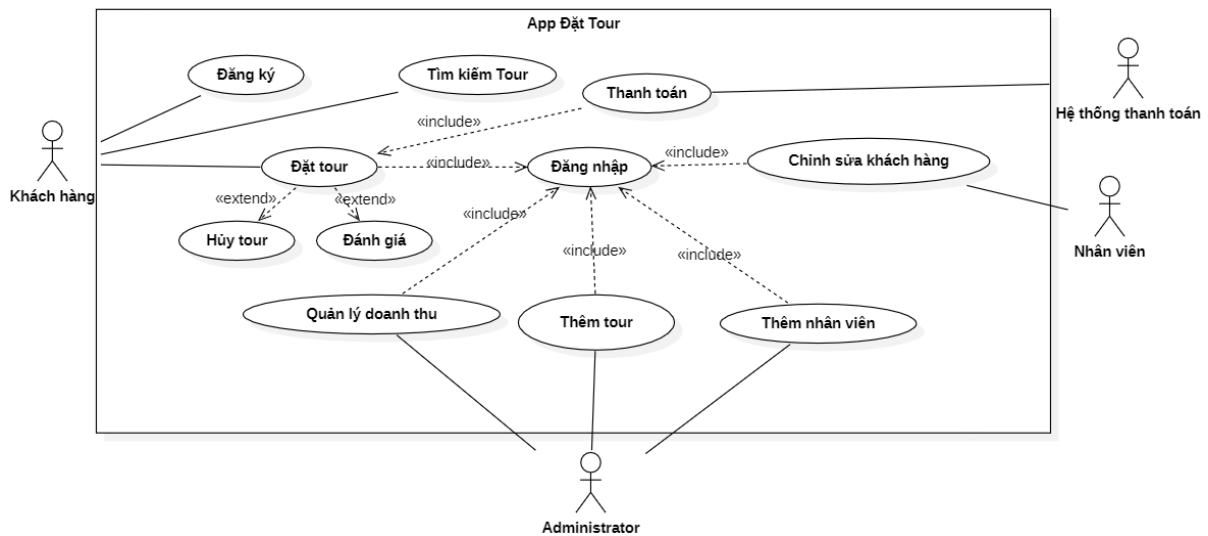 App Đặt Tour
Đăng ký
Tìm kiếm Tour
Thanh toán
Hệ thống thanh toán
«include»
Khách hàng
Đặt tour
«include»
Đăng nhập
«include»
Chỉnh sửa khách hàng
«extend»
«extend»
«include»
Hủy tour
Đánh giá
«include»
«include»
Nhân viên
Quản lý doanh thu
Thêm tour
Thêm nhân viên
Administrator